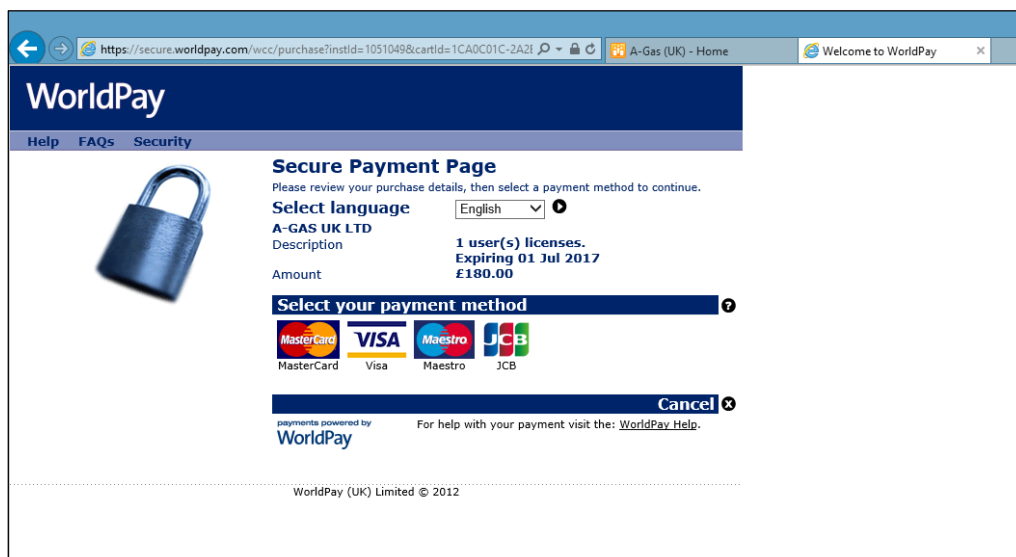 https://secure.worldpay.com/wcc/purchase?instId=1051049&cartId=1CA0C01C-2A2
A-Gas (UK) - Home
Welcome to WorldPay
WorldPay
Help FAQs Security
Secure Payment Page
Please review your purchase details, then select a payment method to continue.
Select language English
A-GAS UK LTD
Description 1 user(s) licenses.
Expiring 01 Jul 2017
Amount £180.00
Select your payment method ?
MasterCard VISA Maestro JCB
MasterCard Visa Maestro JCB
Cancel
payments powered by
WorldPay
For help with your payment visit the: WorldPay Help.
WorldPay (UK) Limited © 2012